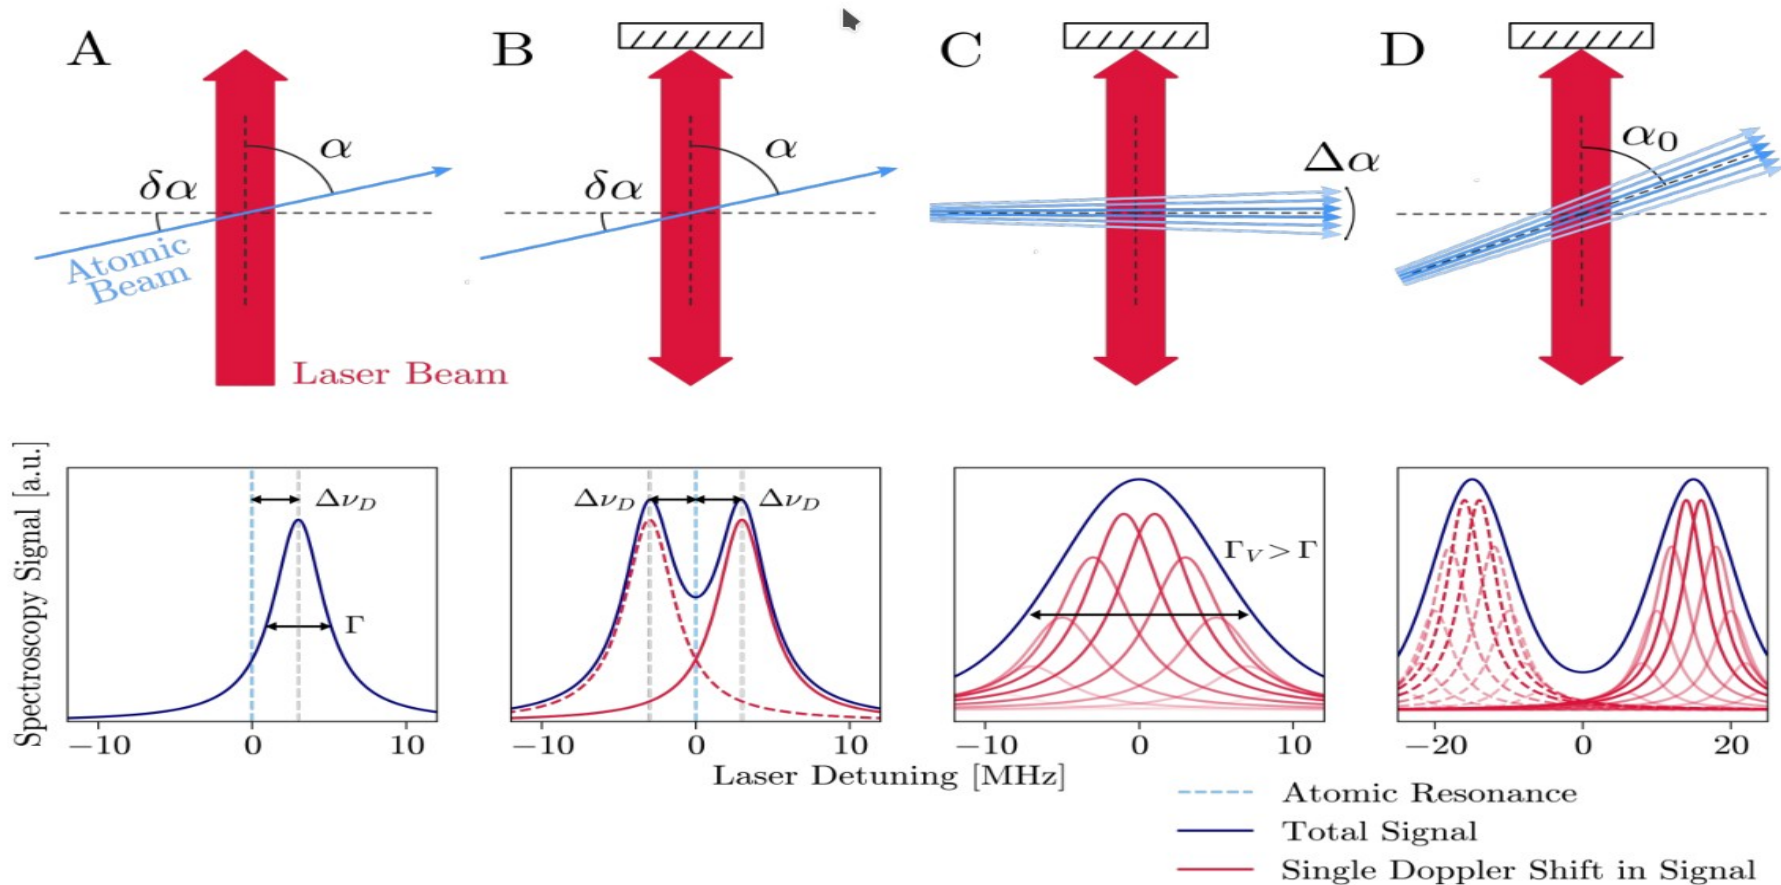 A
B
C
D
α
δα
α
δα
Δα
α₀
Atomic
Beam
Laser Beam
Spectroscopy Signal [a.u.]
Δν_D
Γ
Δν_D
Δν_D
Γ_V > Γ
−10 0 10
−10 0 10
−10 0 10
−20 0 20
Laser Detuning [MHz]
Atomic Resonance
Total Signal
Single Doppler Shift in Signal